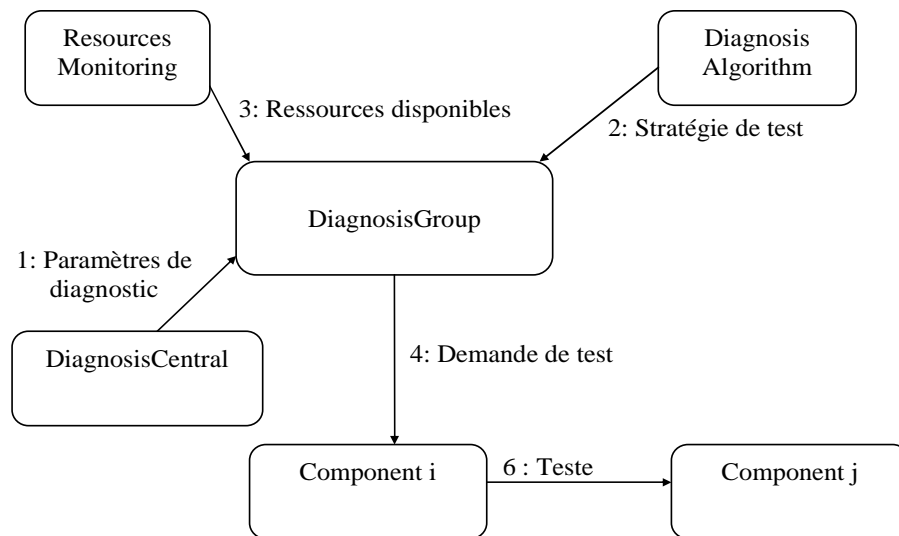 Resources
Monitoring
Diagnosis
Algorithm
3: Ressources disponibles
2: Stratégie de test
DiagnosisGroup
1: Paramètres de
diagnostic
DiagnosisCentral
4: Demande de test
Component i
6 : Teste
Component j